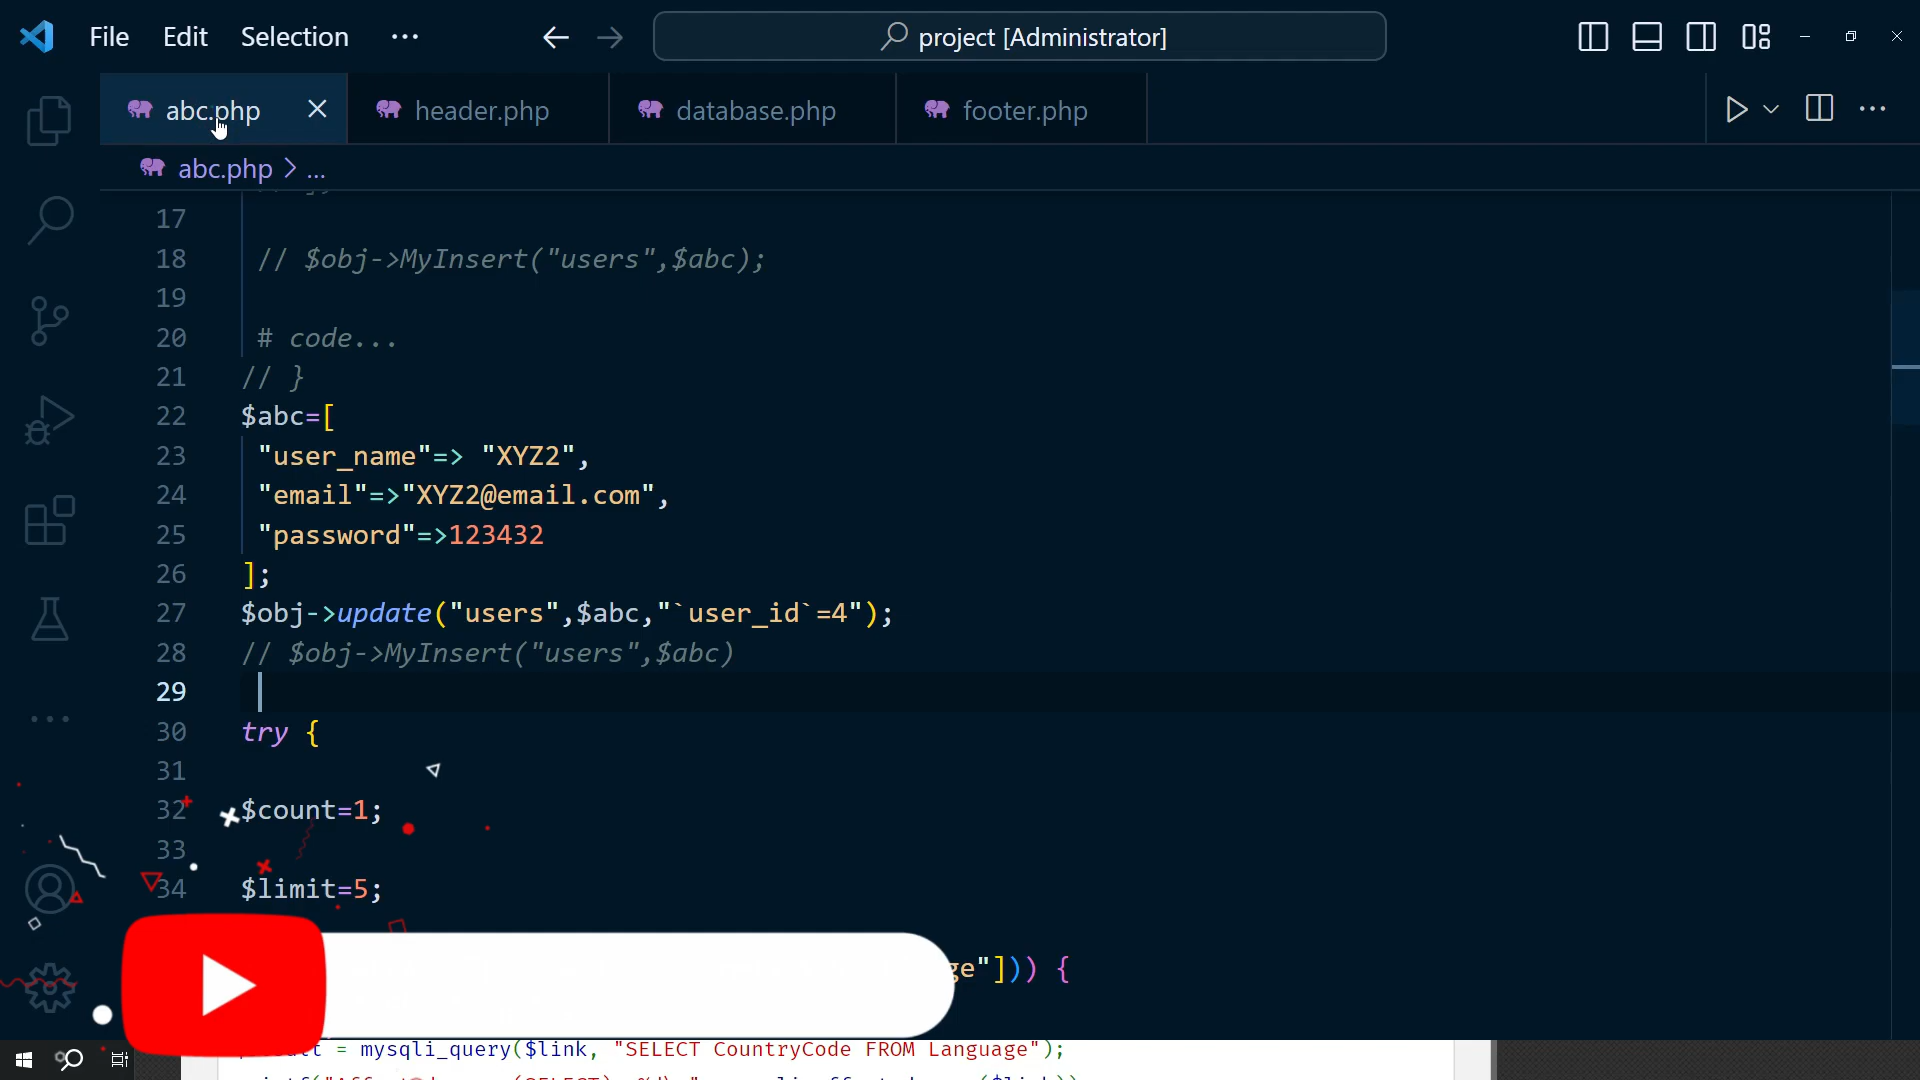 File Edit Selection ··· project [Administrator]
abc.php header.php database.php footer.php
abc.php > ...
17
18 // $obj->MyInsert("users",$abc);
19
20 # code...
21 // }
22 $abc=[
23 "user_name"=> "XYZ2",
24 "email"=>"XYZ2@email.com",
25 "password"=>123432
26 ];
27 $obj->update("users",$abc,"`user_id`=4");
28 // $obj->MyInsert("users",$abc)
29
30 try {
31
32 $count=1;
33
34 $limit=5;
"])) {
= mysqli_query($link, "SELECT CountryCode FROM Language");